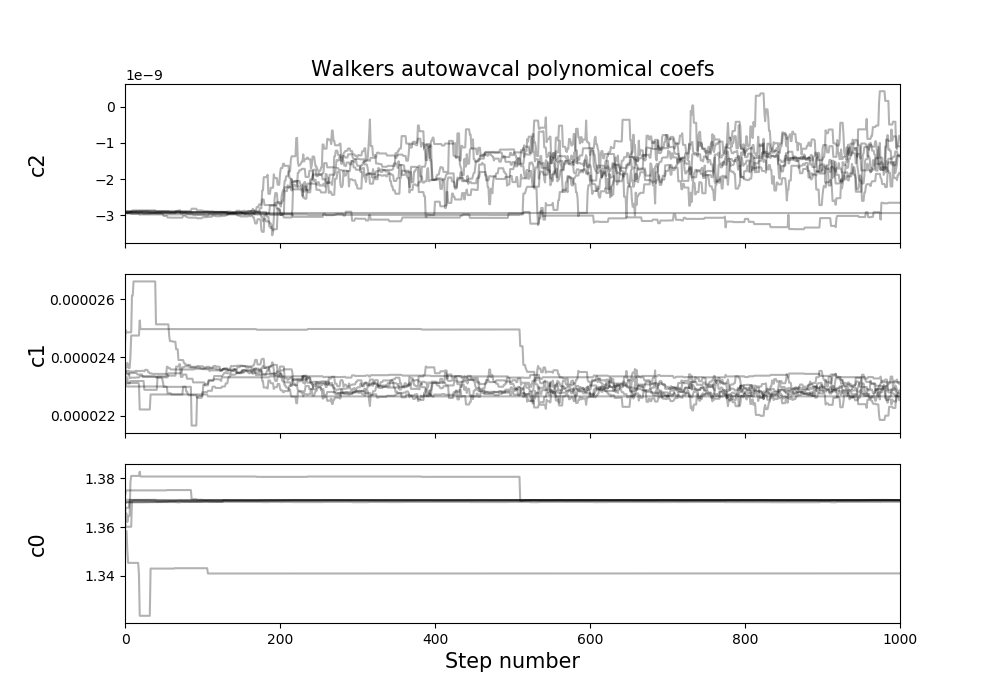 Walkers autowavcal polynomical coefs
1e−9
0
−1
−2
−3
c2
0.000026
0.000024
0.000022
c1
1.38
1.36
1.34
c0
0 200 400 600 800 1000
Step number